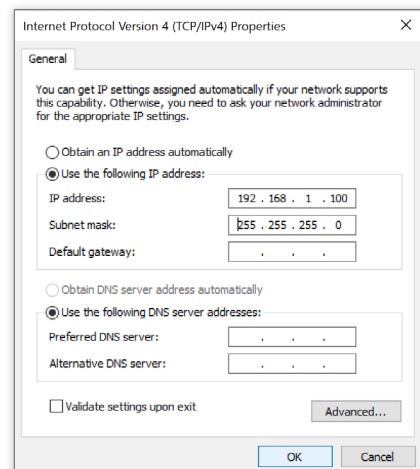 Internet Protocol Version 4 (TCP/IPv4) Properties
General
You can get IP settings assigned automatically if your network supports
this capability. Otherwise, you need to ask your network administrator
for the appropriate IP settings.
Obtain an IP address automatically
Use the following IP address:
IP address: 192 . 168 . 1 . 100
Subnet mask: 255 . 255 . 255 . 0
Default gateway: . . .
Obtain DNS server address automatically
Use the following DNS server addresses:
Preferred DNS server: . . .
Alternative DNS server: . . .
Validate settings upon exit
Advanced...
OK Cancel